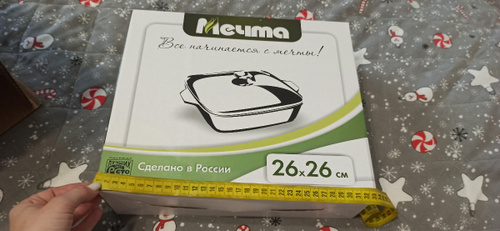 Мечта
Все начинается с мечты!
Сделано в России
26х26 см